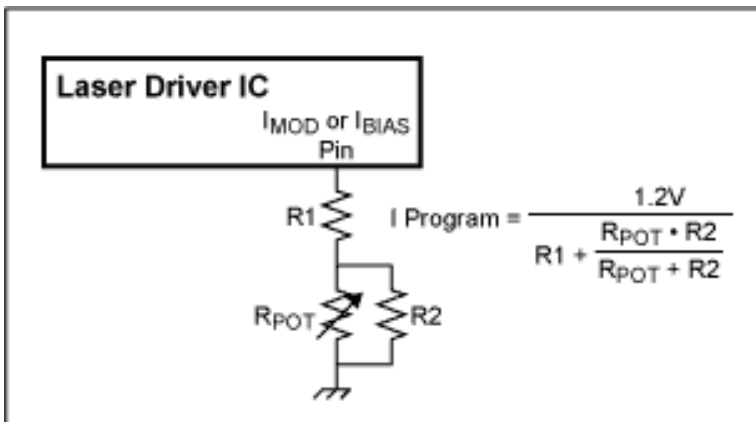 Laser Driver IC
IMOD or IBIAS
Pin
R1
I Program =
1.2V
R1 +
RPOT • R2
RPOT + R2
RPOT
R2